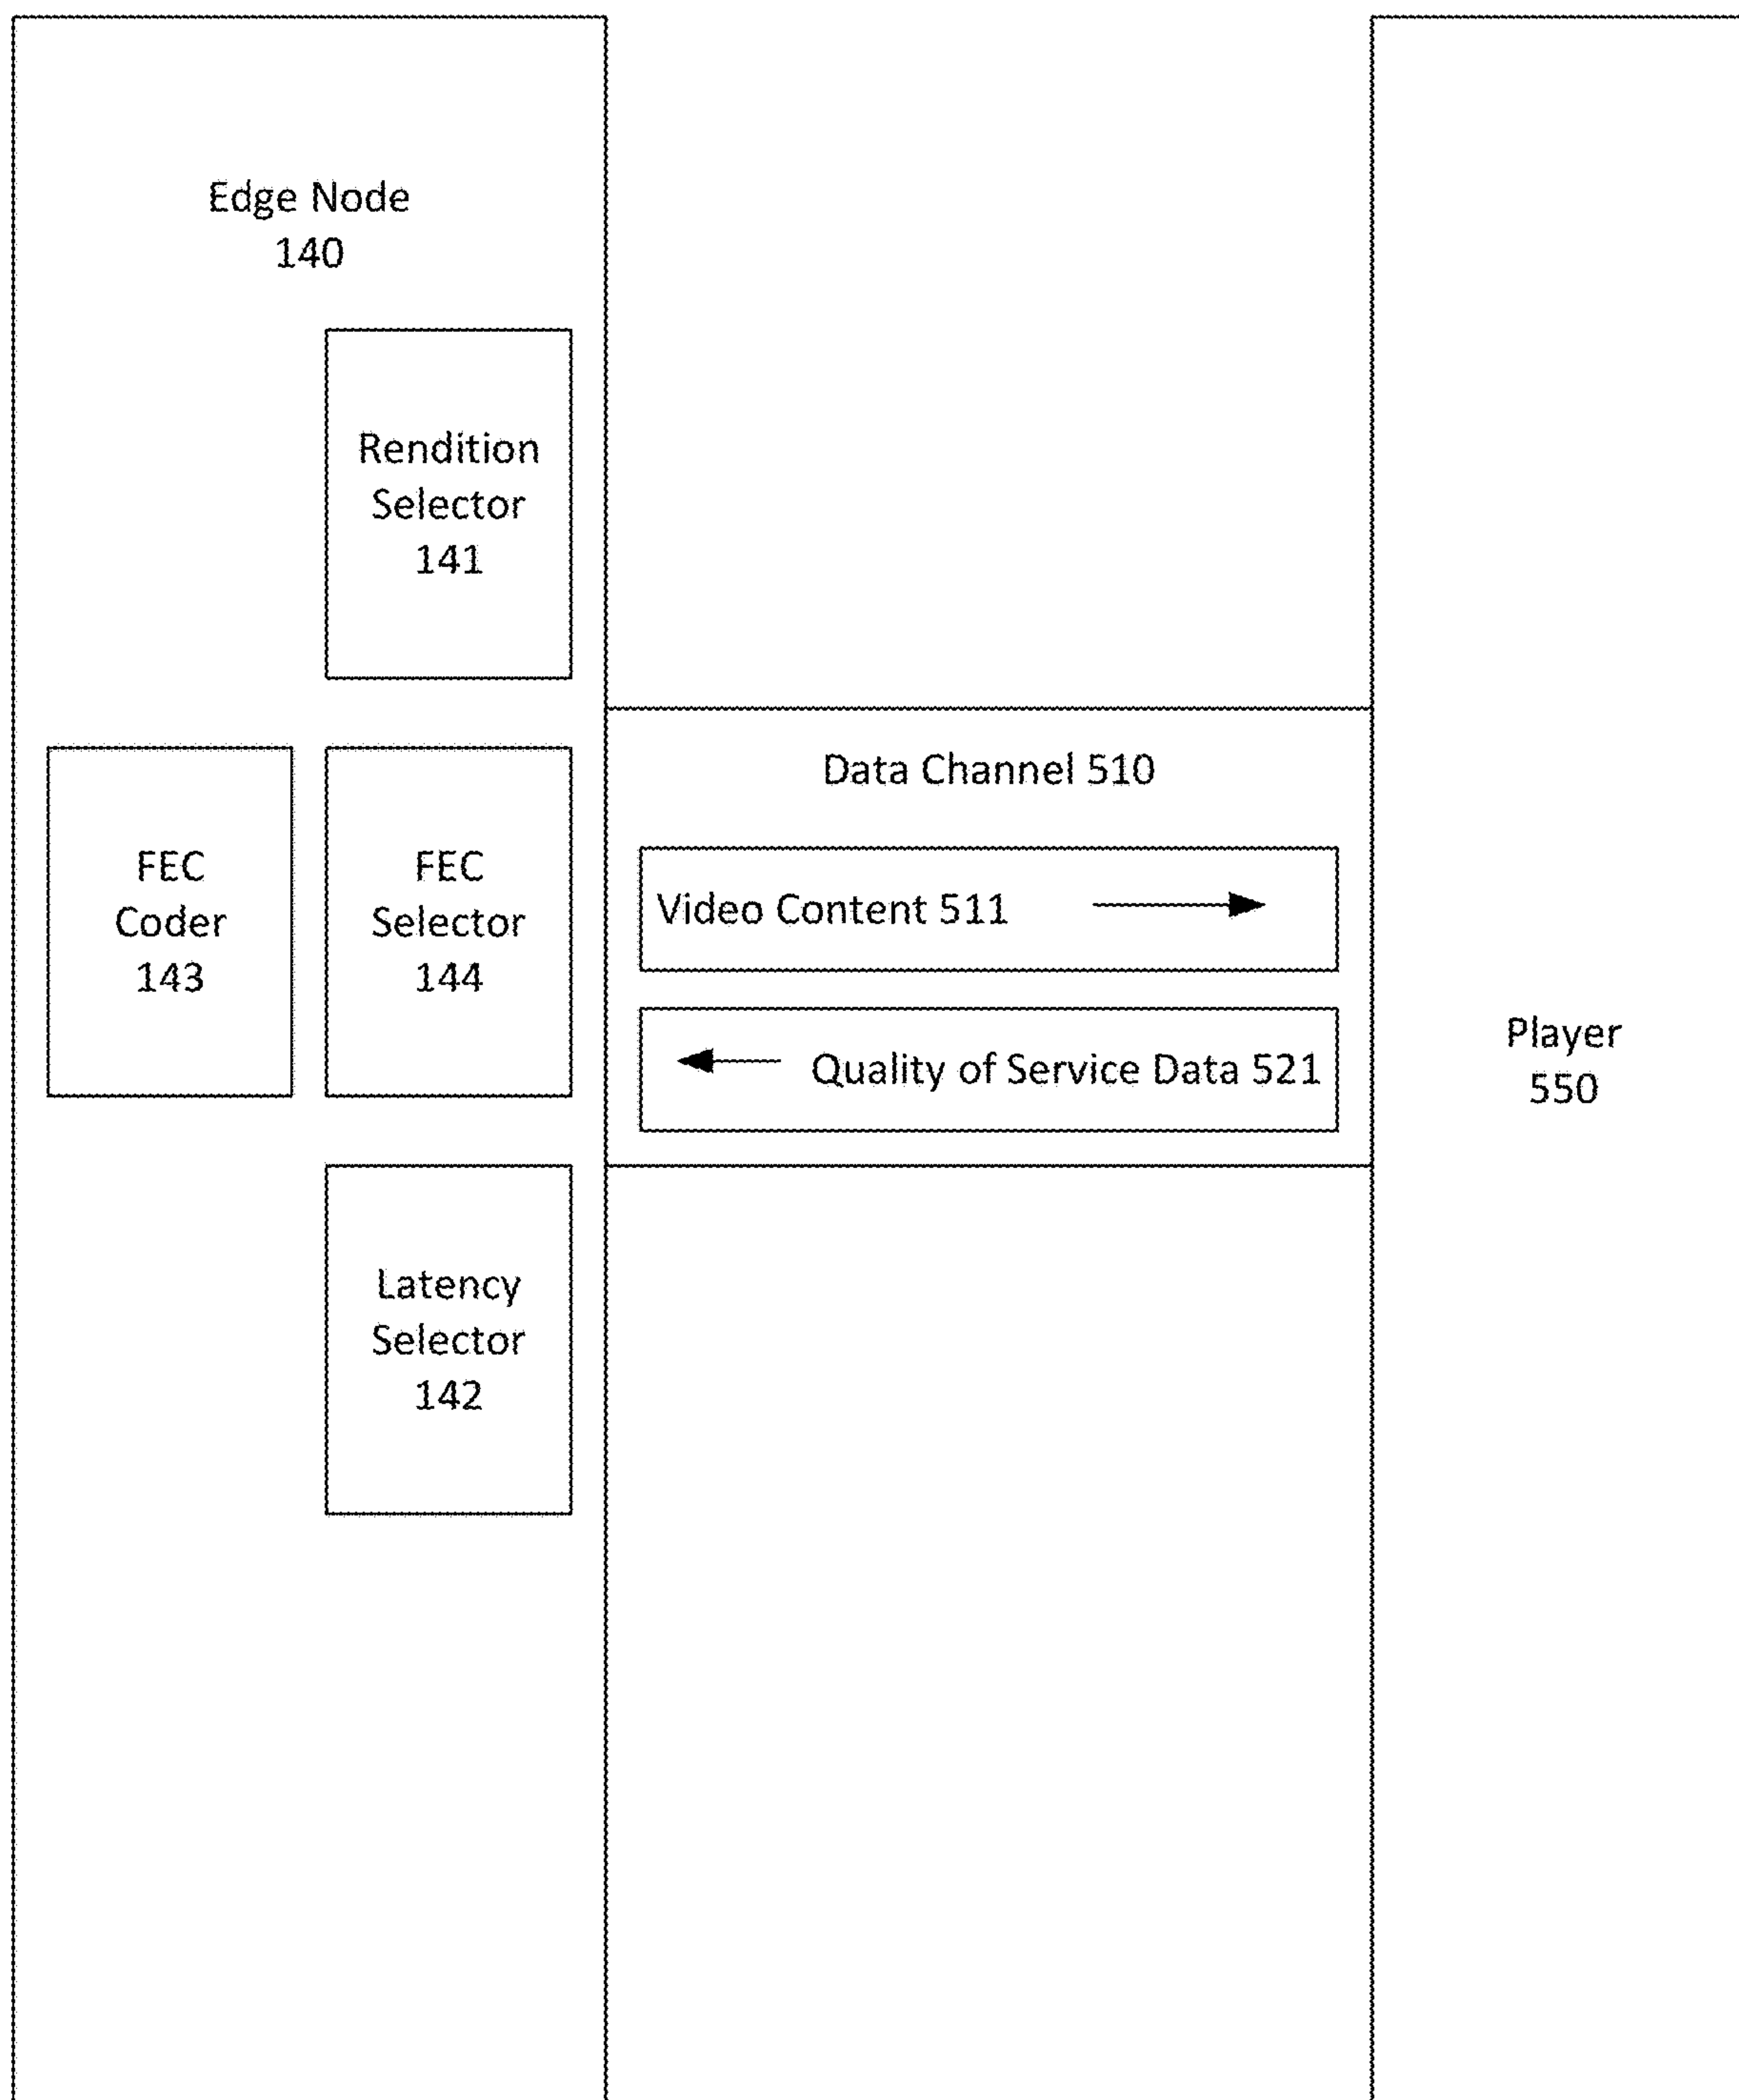 Edge Node
140
Rendition
Selector
141
FEC
Coder
143
FEC
Selector
144
Latency
Selector
142
Data Channel 510
Video Content 511
Quality of Service Data 521
Player
550